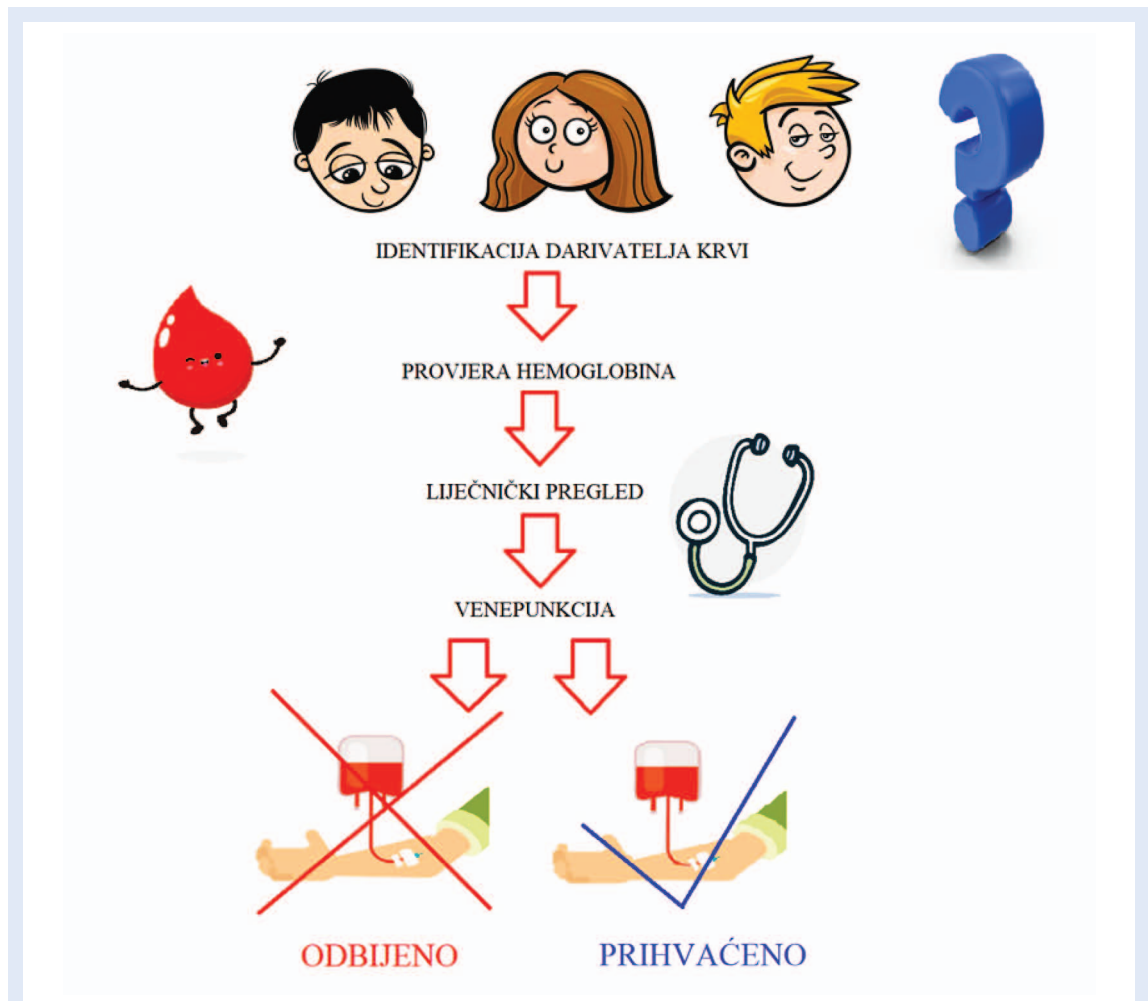 IDENTIFIKACIJA DARIVATELJA KRVI
PROVJERA HEMOGLOBINA
LIJEČNIČKI PREGLED
VENEPUNKCIJA
ODBIJENO
PRIHVAĆENO